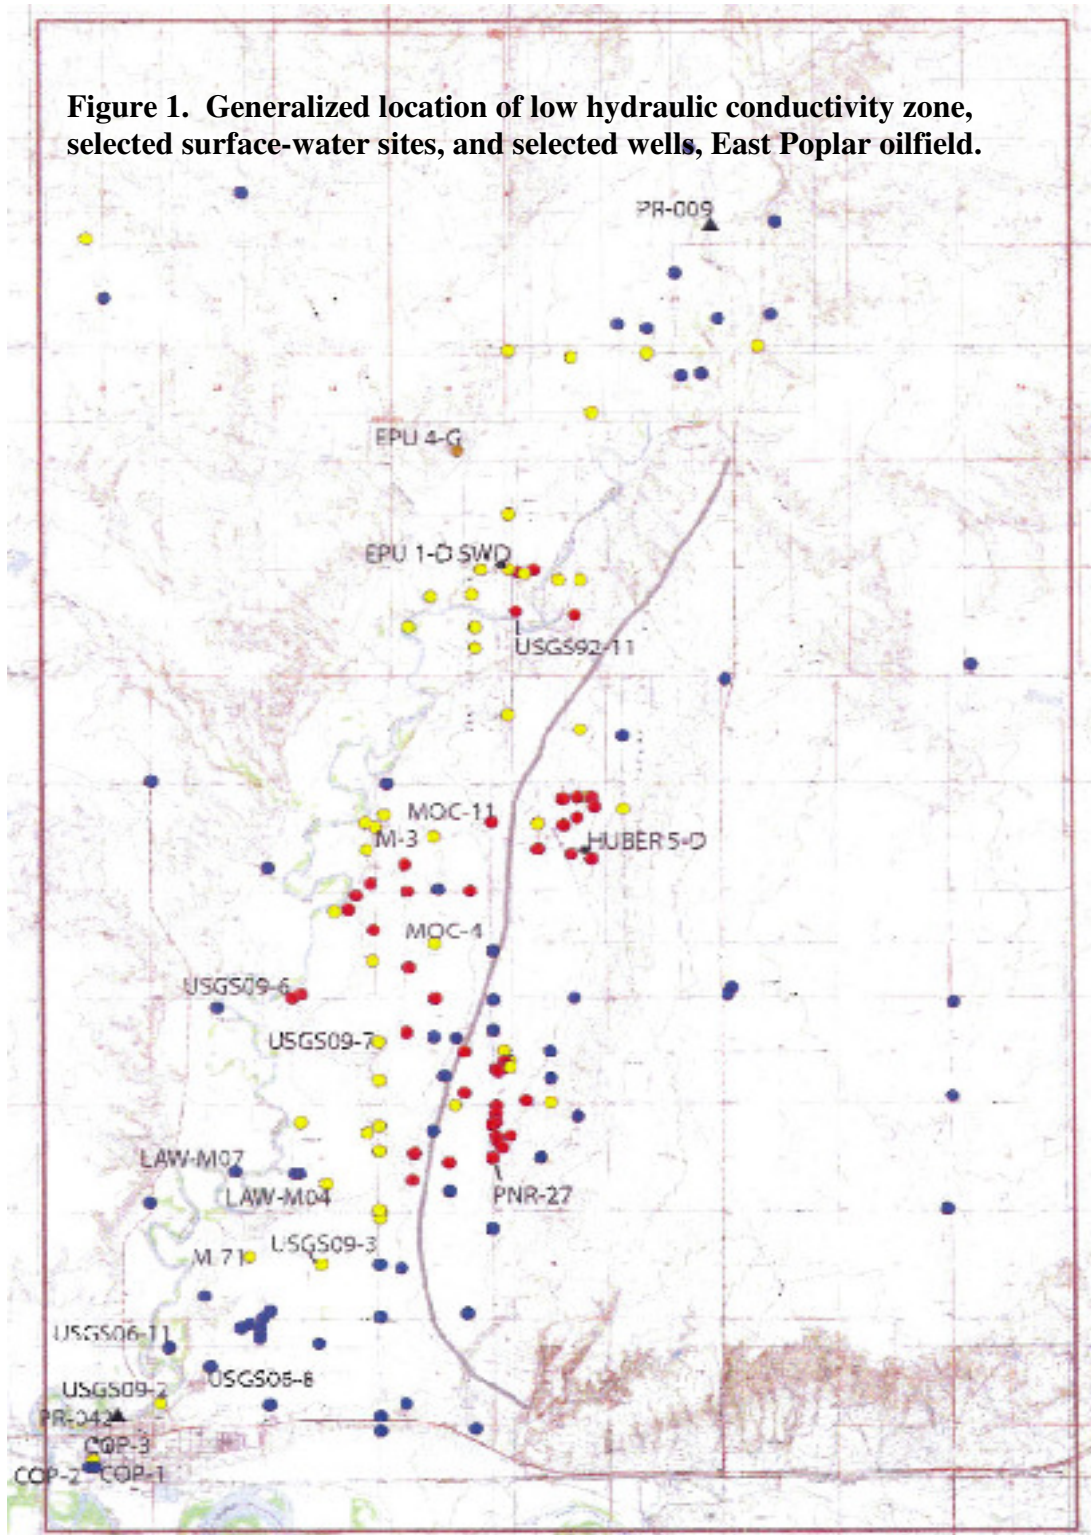 Figure 1.  Generalized location of low hydraulic conductivity zone,
selected surface-water sites, and selected wells, East Poplar oilfield.
PR-009
EPU 4-G
EPU 1-D SWD
USGS92-11
MOC-11
M-3
HUBER 5-D
MOC-4
USGS09-6
USGS09-7
LAW-M07
LAW-M04
PNR-27
USGS09-3
M 71
USGS06-11
USGS06-8
USGS09-2
PR-042
COP-3
COP-2
COP-1